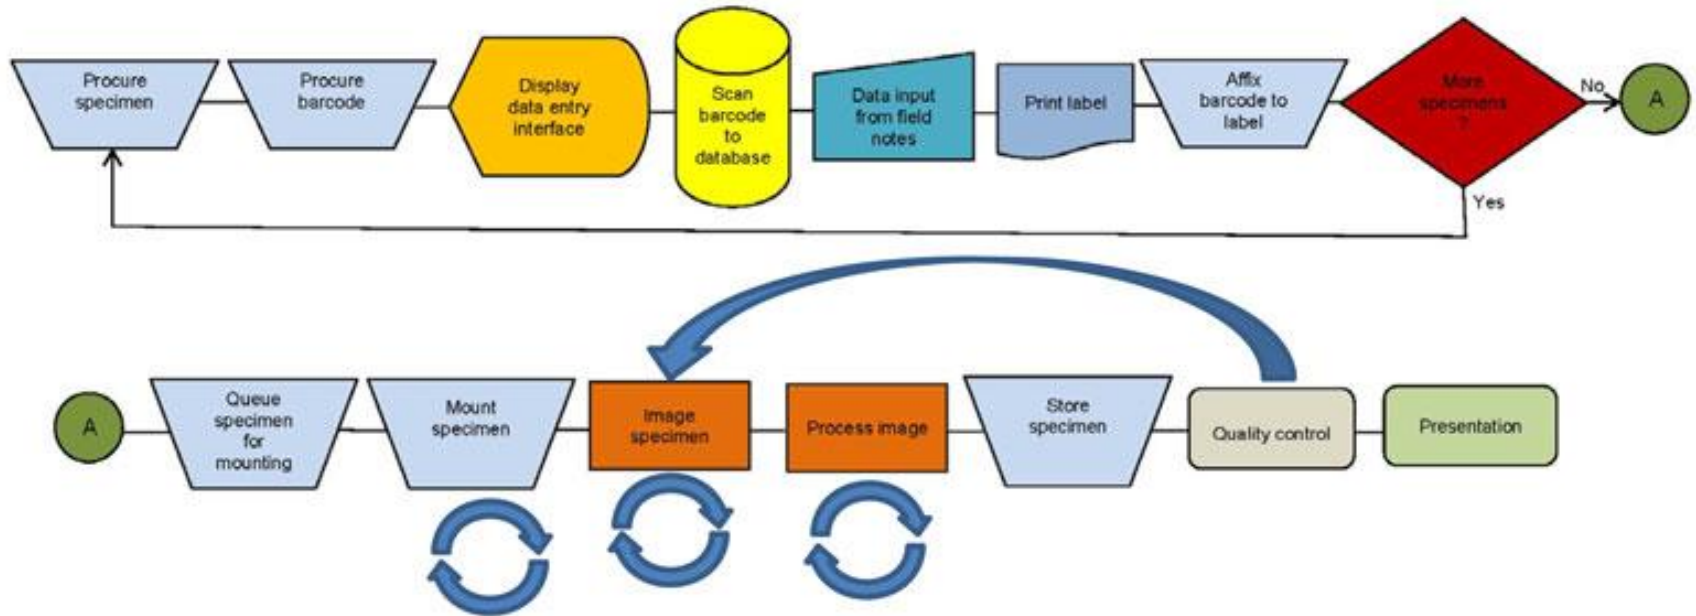 Procure
specimen
Procure
barcode
Display
data entry
interface
Scan
barcode
to
database
Data input
from field
notes
Print label
Affix
barcode to
label
More
specimens
?
No
A
Yes
A
Queue
specimen
for
mounting
Mount
specimen
Image
specimen
Process image
Store
specimen
Quality control
Presentation